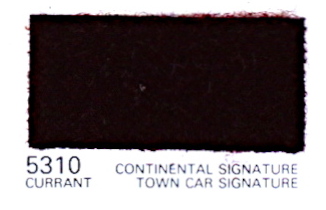 5310 CONTINENTAL SIGNATURE
CURRANT TOWN CAR SIGNATURE